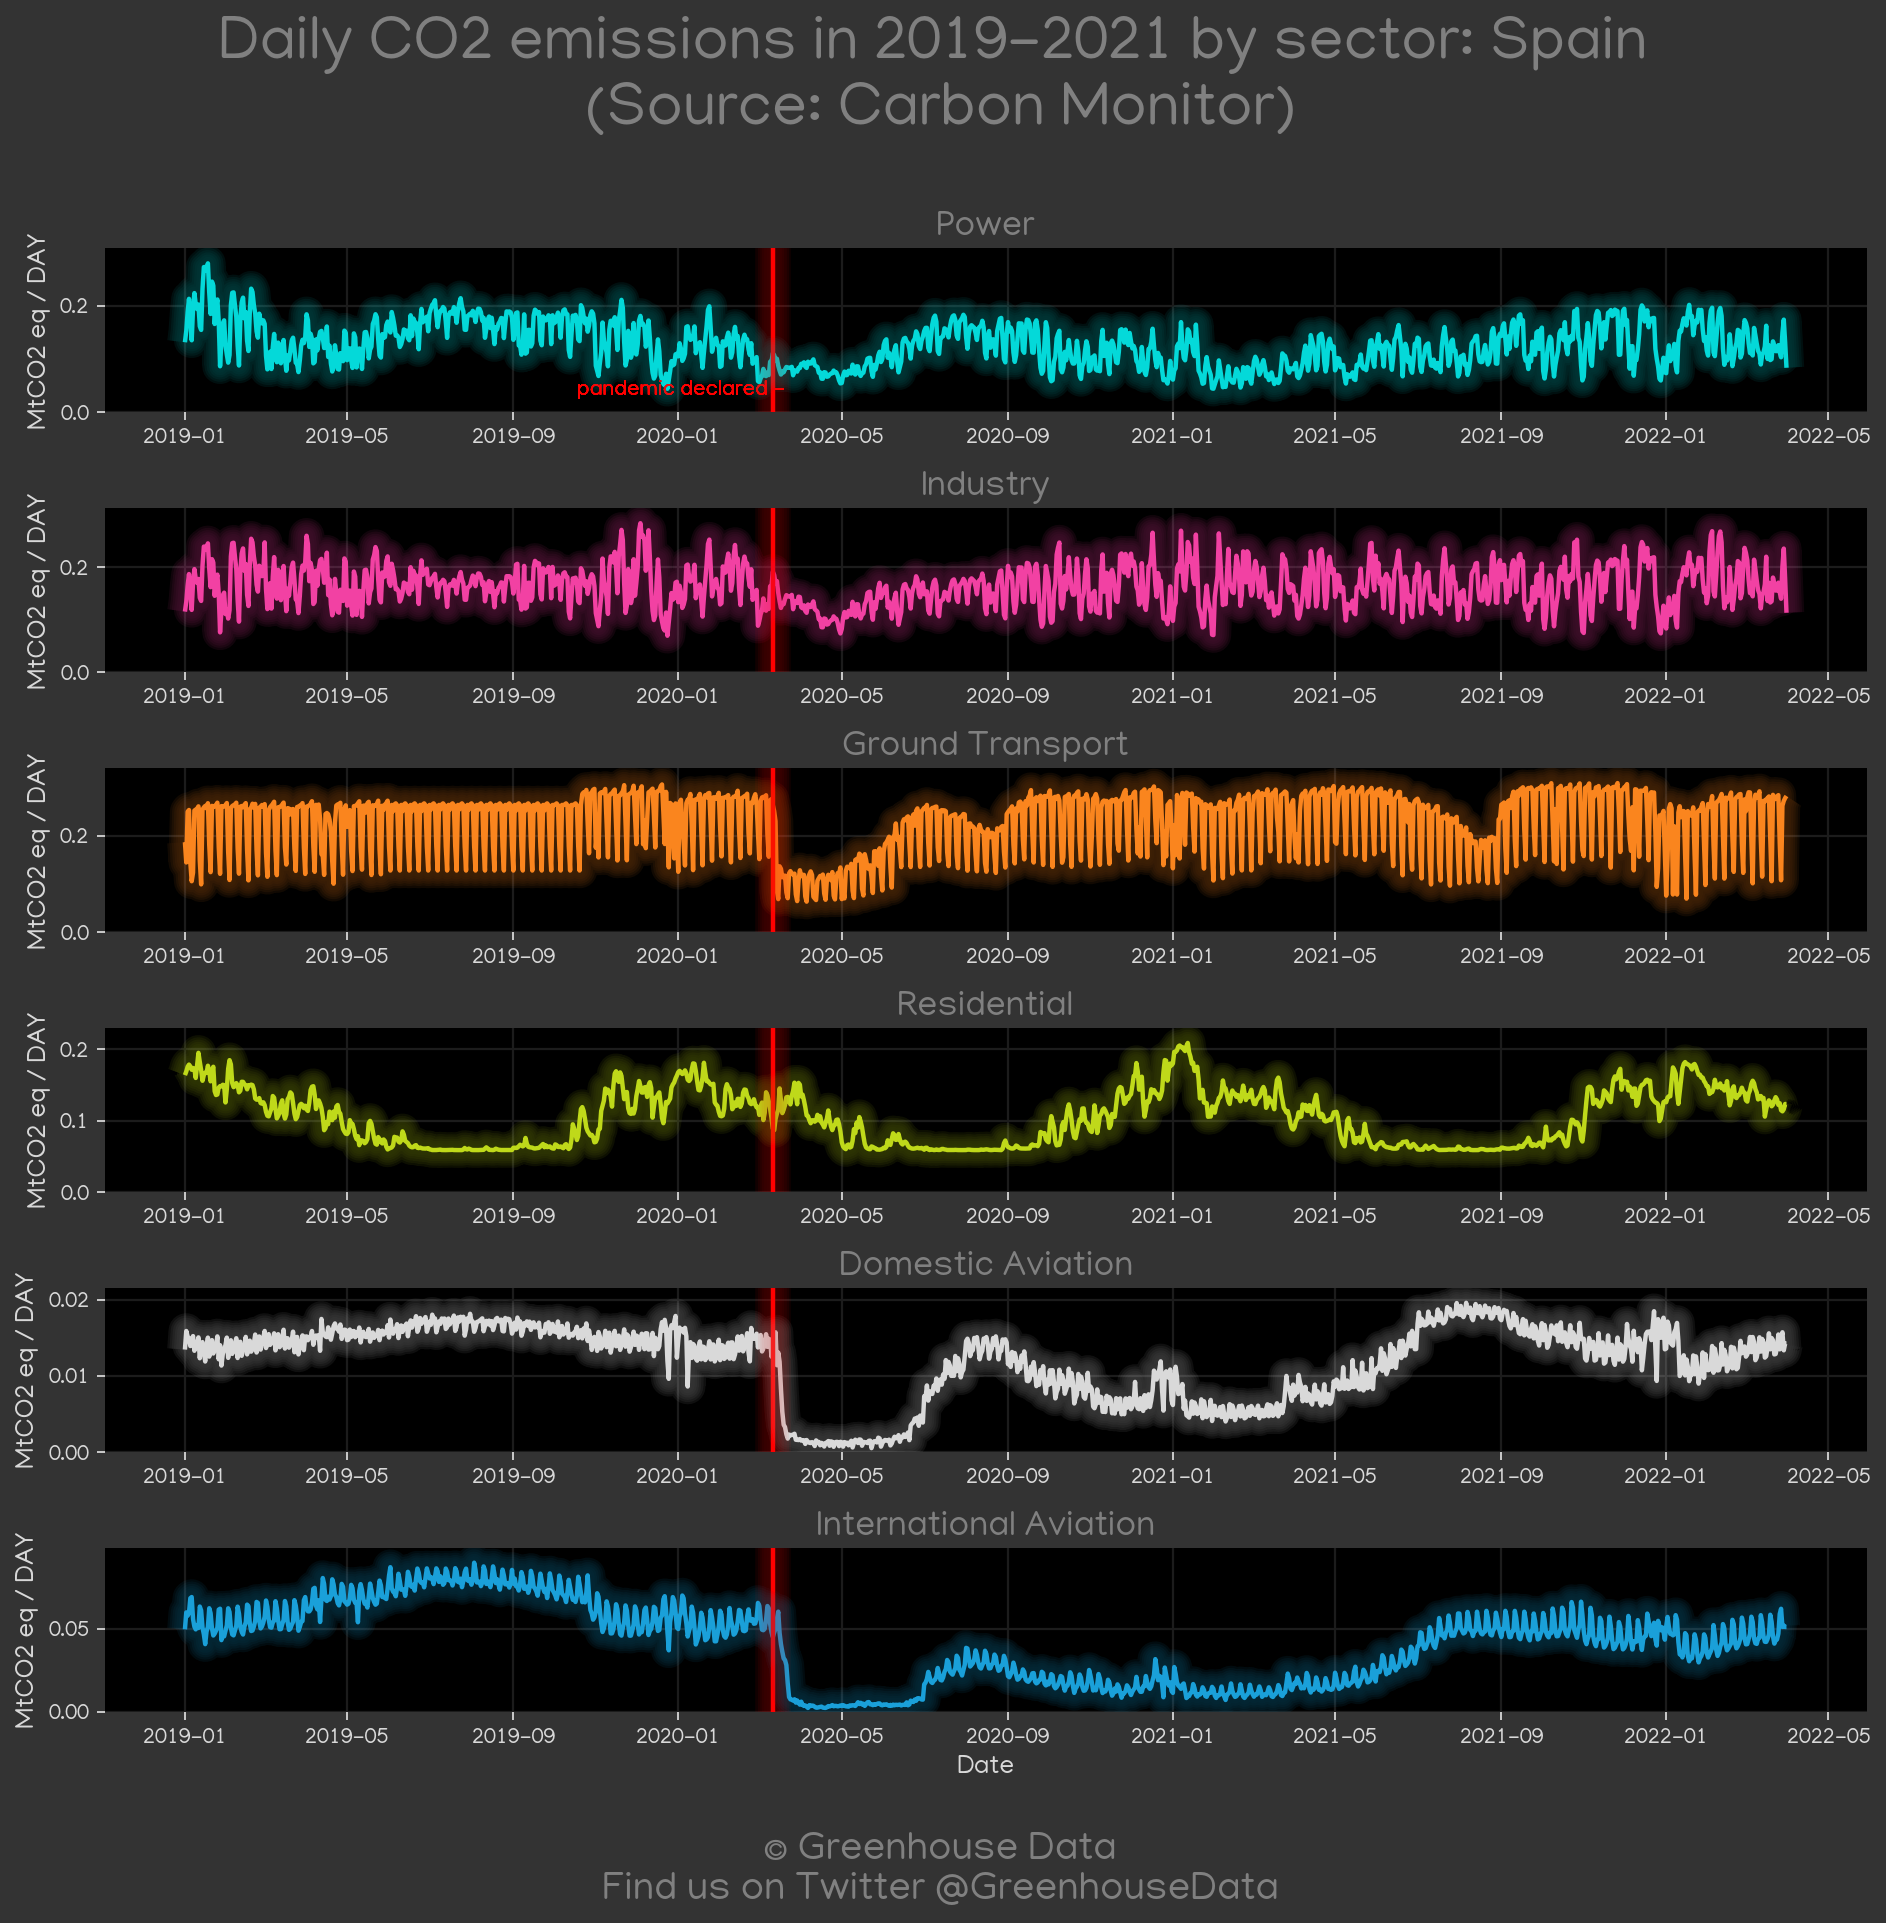 Daily CO2 emissions in 2019-2021 by sector: Spain
(Source: Carbon Monitor)
Power
MtCO2 eq / DAY
0.2
0.0
pandemic declared
2019-01 2019-05 2019-09 2020-01 2020-05 2020-09 2021-01 2021-05 2021-09 2022-01 2022-05
Industry
MtCO2 eq / DAY
0.2
0.0
2019-01 2019-05 2019-09 2020-01 2020-05 2020-09 2021-01 2021-05 2021-09 2022-01 2022-05
Ground Transport
MtCO2 eq / DAY
0.2
0.0
2019-01 2019-05 2019-09 2020-01 2020-05 2020-09 2021-01 2021-05 2021-09 2022-01 2022-05
Residential
MtCO2 eq / DAY
0.2
0.1
0.0
2019-01 2019-05 2019-09 2020-01 2020-05 2020-09 2021-01 2021-05 2021-09 2022-01 2022-05
Domestic Aviation
MtCO2 eq / DAY
0.02
0.01
0.00
2019-01 2019-05 2019-09 2020-01 2020-05 2020-09 2021-01 2021-05 2021-09 2022-01 2022-05
International Aviation
MtCO2 eq / DAY
0.05
0.00
2019-01 2019-05 2019-09 2020-01 2020-05 2020-09 2021-01 2021-05 2021-09 2022-01 2022-05
Date
© Greenhouse Data
Find us on Twitter @GreenhouseData